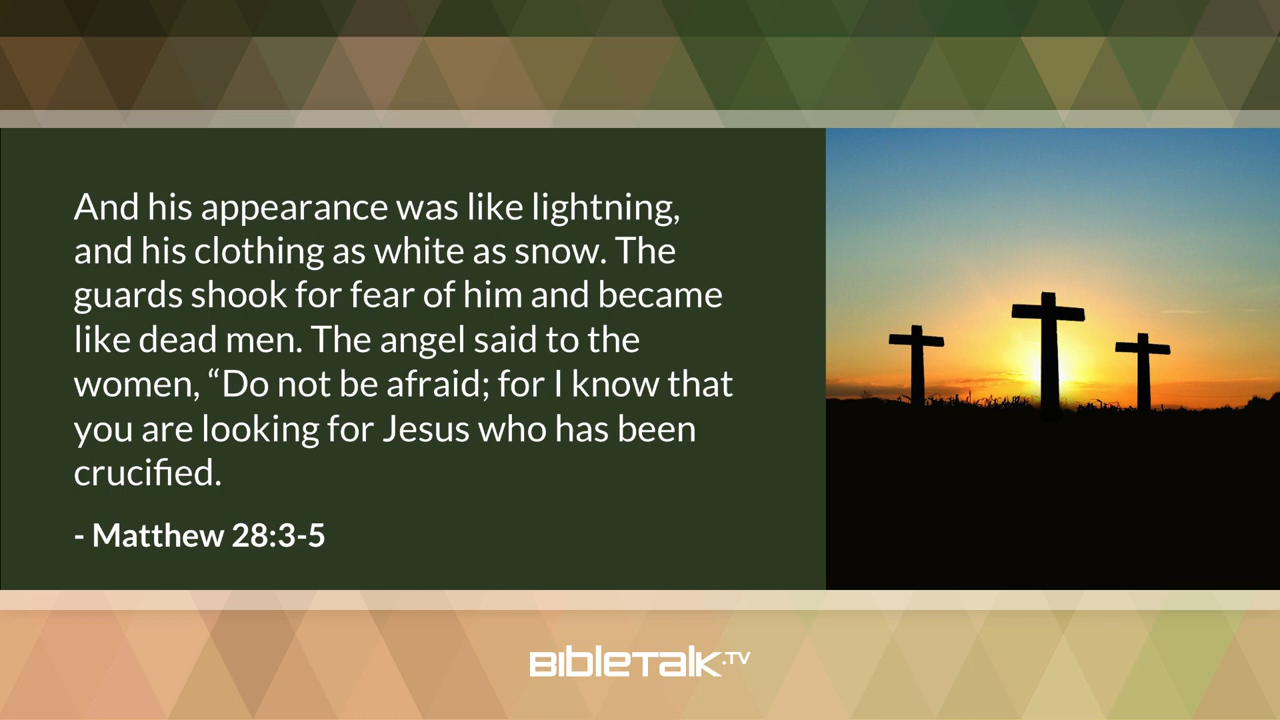 And his appearance was like lightning,
and his clothing as white as snow. The
guards shook for fear of him and became
like dead men. The angel said to the
women, “Do not be afraid; for I know that
you are looking for Jesus who has been
crucified.
- Matthew 28:3-5
BIBLETALK.TV